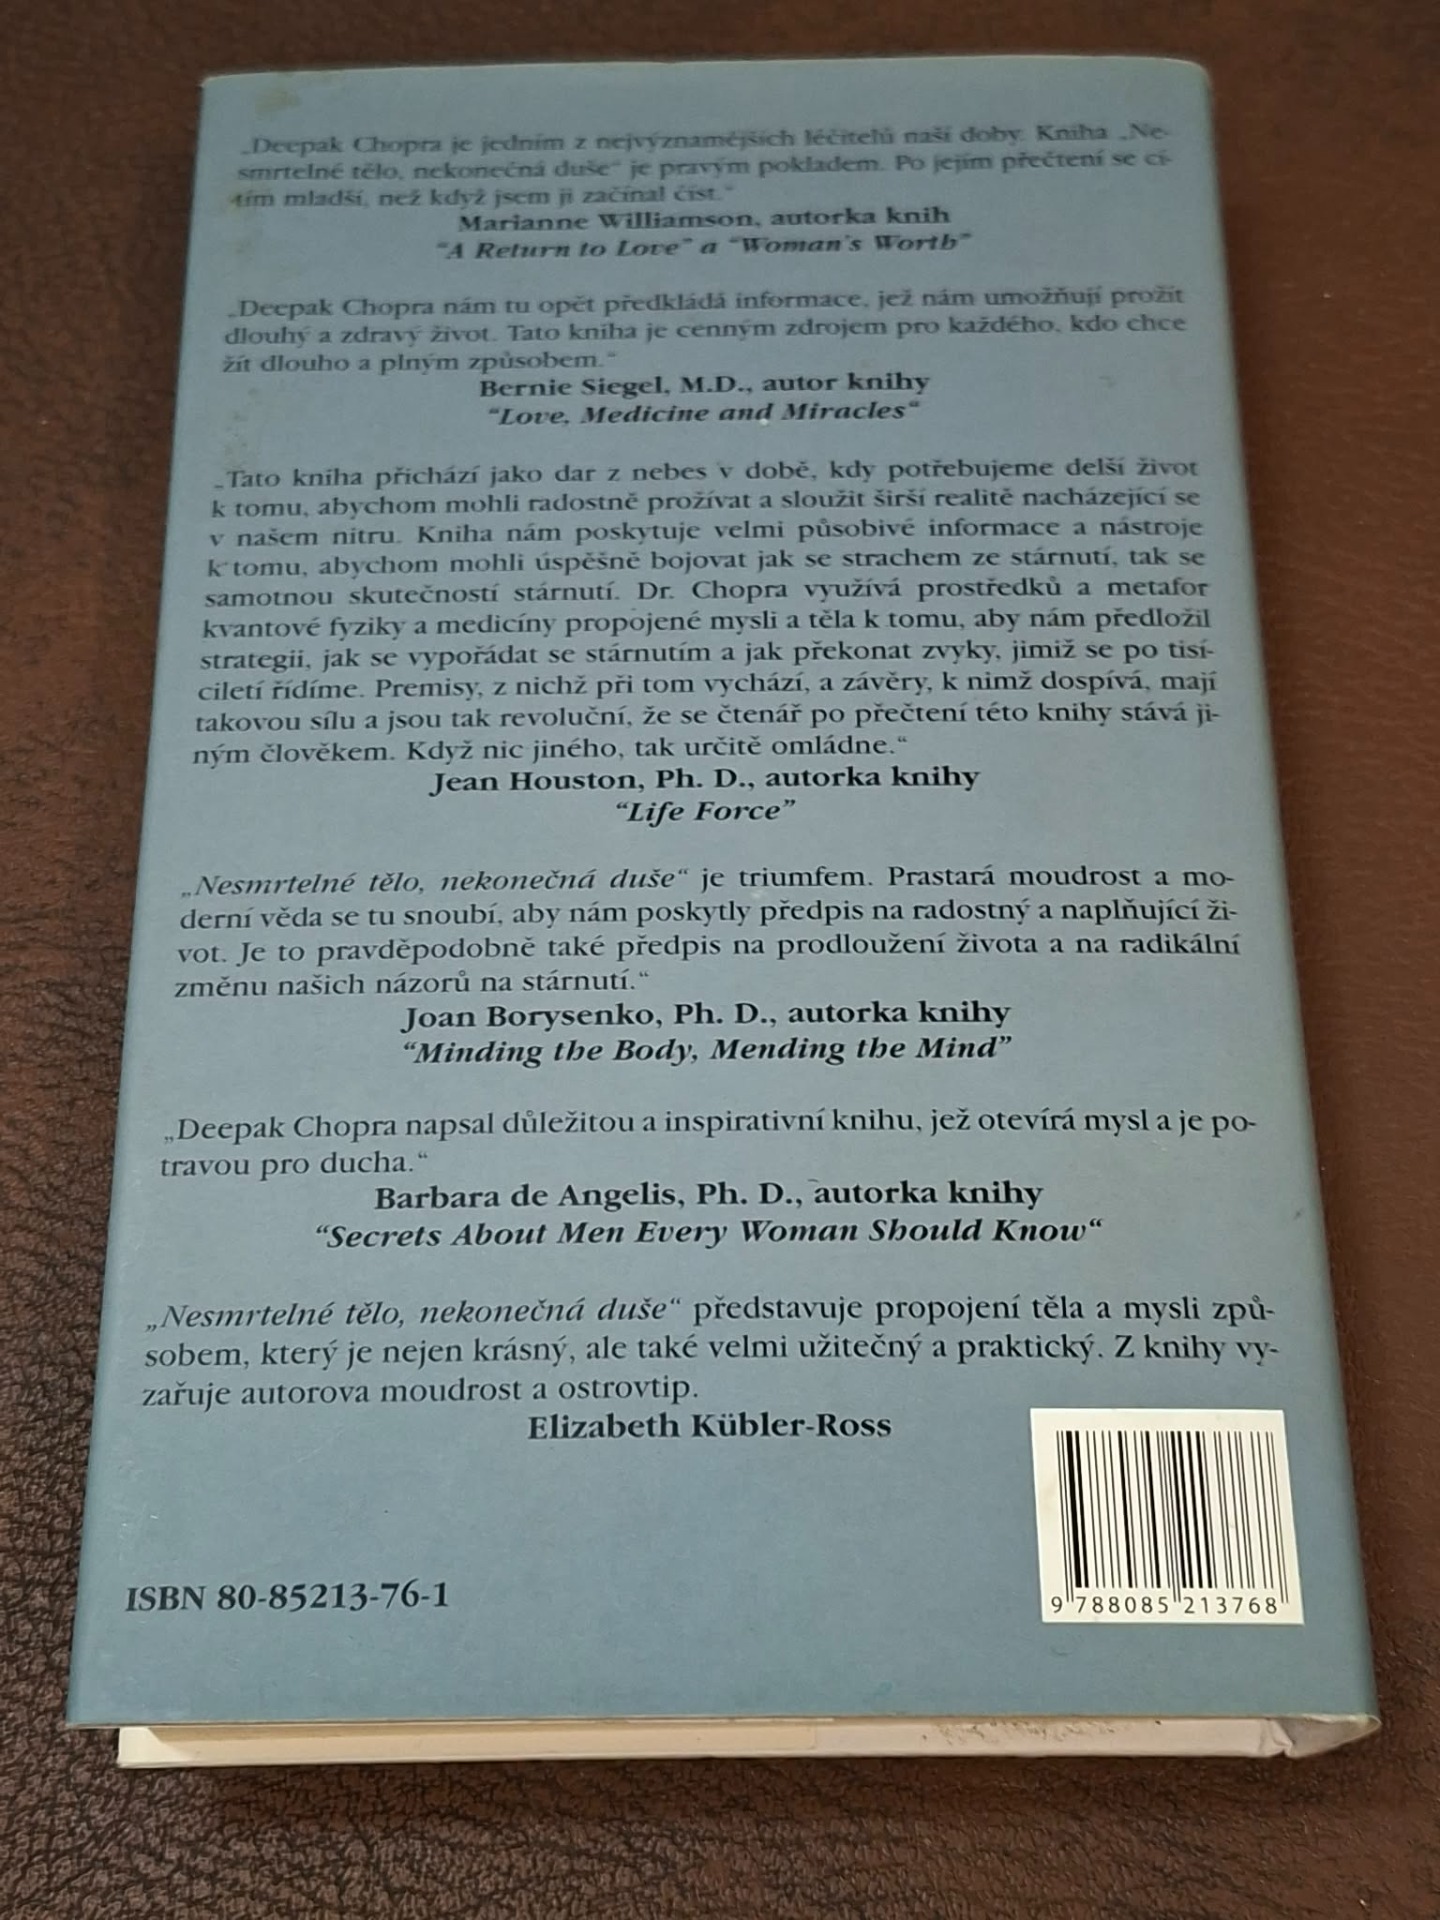 „Deepak Chopra je jedním z nejvýznamějších léčitelů naší doby. Kniha „Ne-
smrtelné tělo, nekonečná duše“ je pravým pokladem. Po jejím přečtení se cí-
tím mladší, než když jsem ji začínal číst.“
Marianne Williamson, autorka knih
“A Return to Love” a “Woman's Worth”
„Deepak Chopra nám tu opět předkládá informace, jež nám umožňují prožít
dlouhý a zdravý život. Tato kniha je cenným zdrojem pro každého, kdo chce
žít dlouho a plným způsobem.“
Bernie Siegel, M.D., autor knihy
“Love, Medicine and Miracles“
„Tato kniha přichází jako dar z nebes v době, kdy potřebujeme delší život
k tomu, abychom mohli radostně prožívat a sloužit širší realitě nacházející se
v našem nitru. Kniha nám poskytuje velmi působivé informace a nástroje
k tomu, abychom mohli úspěšně bojovat jak se strachem ze stárnutí, tak se
samotnou skutečností stárnutí. Dr. Chopra využívá prostředků a metafor
kvantové fyziky a medicíny propojené mysli a těla k tomu, aby nám předložil
strategii, jak se vypořádat se stárnutím a jak překonat zvyky, jimiž se po tisí-
ciletí řídíme. Premisy, z nichž při tom vychází, a závěry, k nimž dospívá, mají
takovou sílu a jsou tak revoluční, že se čtenář po přečtení této knihy stává ji-
ným člověkem. Když nic jiného, tak určitě omládne.“
Jean Houston, Ph. D., autorka knihy
“Life Force”
„Nesmrtelné tělo, nekonečná duše“ je triumfem. Prastará moudrost a mo-
derní věda se tu snoubí, aby nám poskytly předpis na radostný a naplňující ži-
vot. Je to pravděpodobně také předpis na prodloužení života a na radikální
změnu našich názorů na stárnutí.“
Joan Borysenko, Ph. D., autorka knihy
“Minding the Body, Mending the Mind”
„Deepak Chopra napsal důležitou a inspirativní knihu, jež otevírá mysl a je po-
travou pro ducha.“
Barbara de Angelis, Ph. D., autorka knihy
“Secrets About Men Every Woman Should Know“
„Nesmrtelné tělo, nekonečná duše“ představuje propojení těla a mysli způ-
sobem, který je nejen krásný, ale také velmi užitečný a praktický. Z knihy vy-
zařuje autorova moudrost a ostrovtip.
Elizabeth Kübler-Ross
ISBN 80-85213-76-1
9 788085 213768